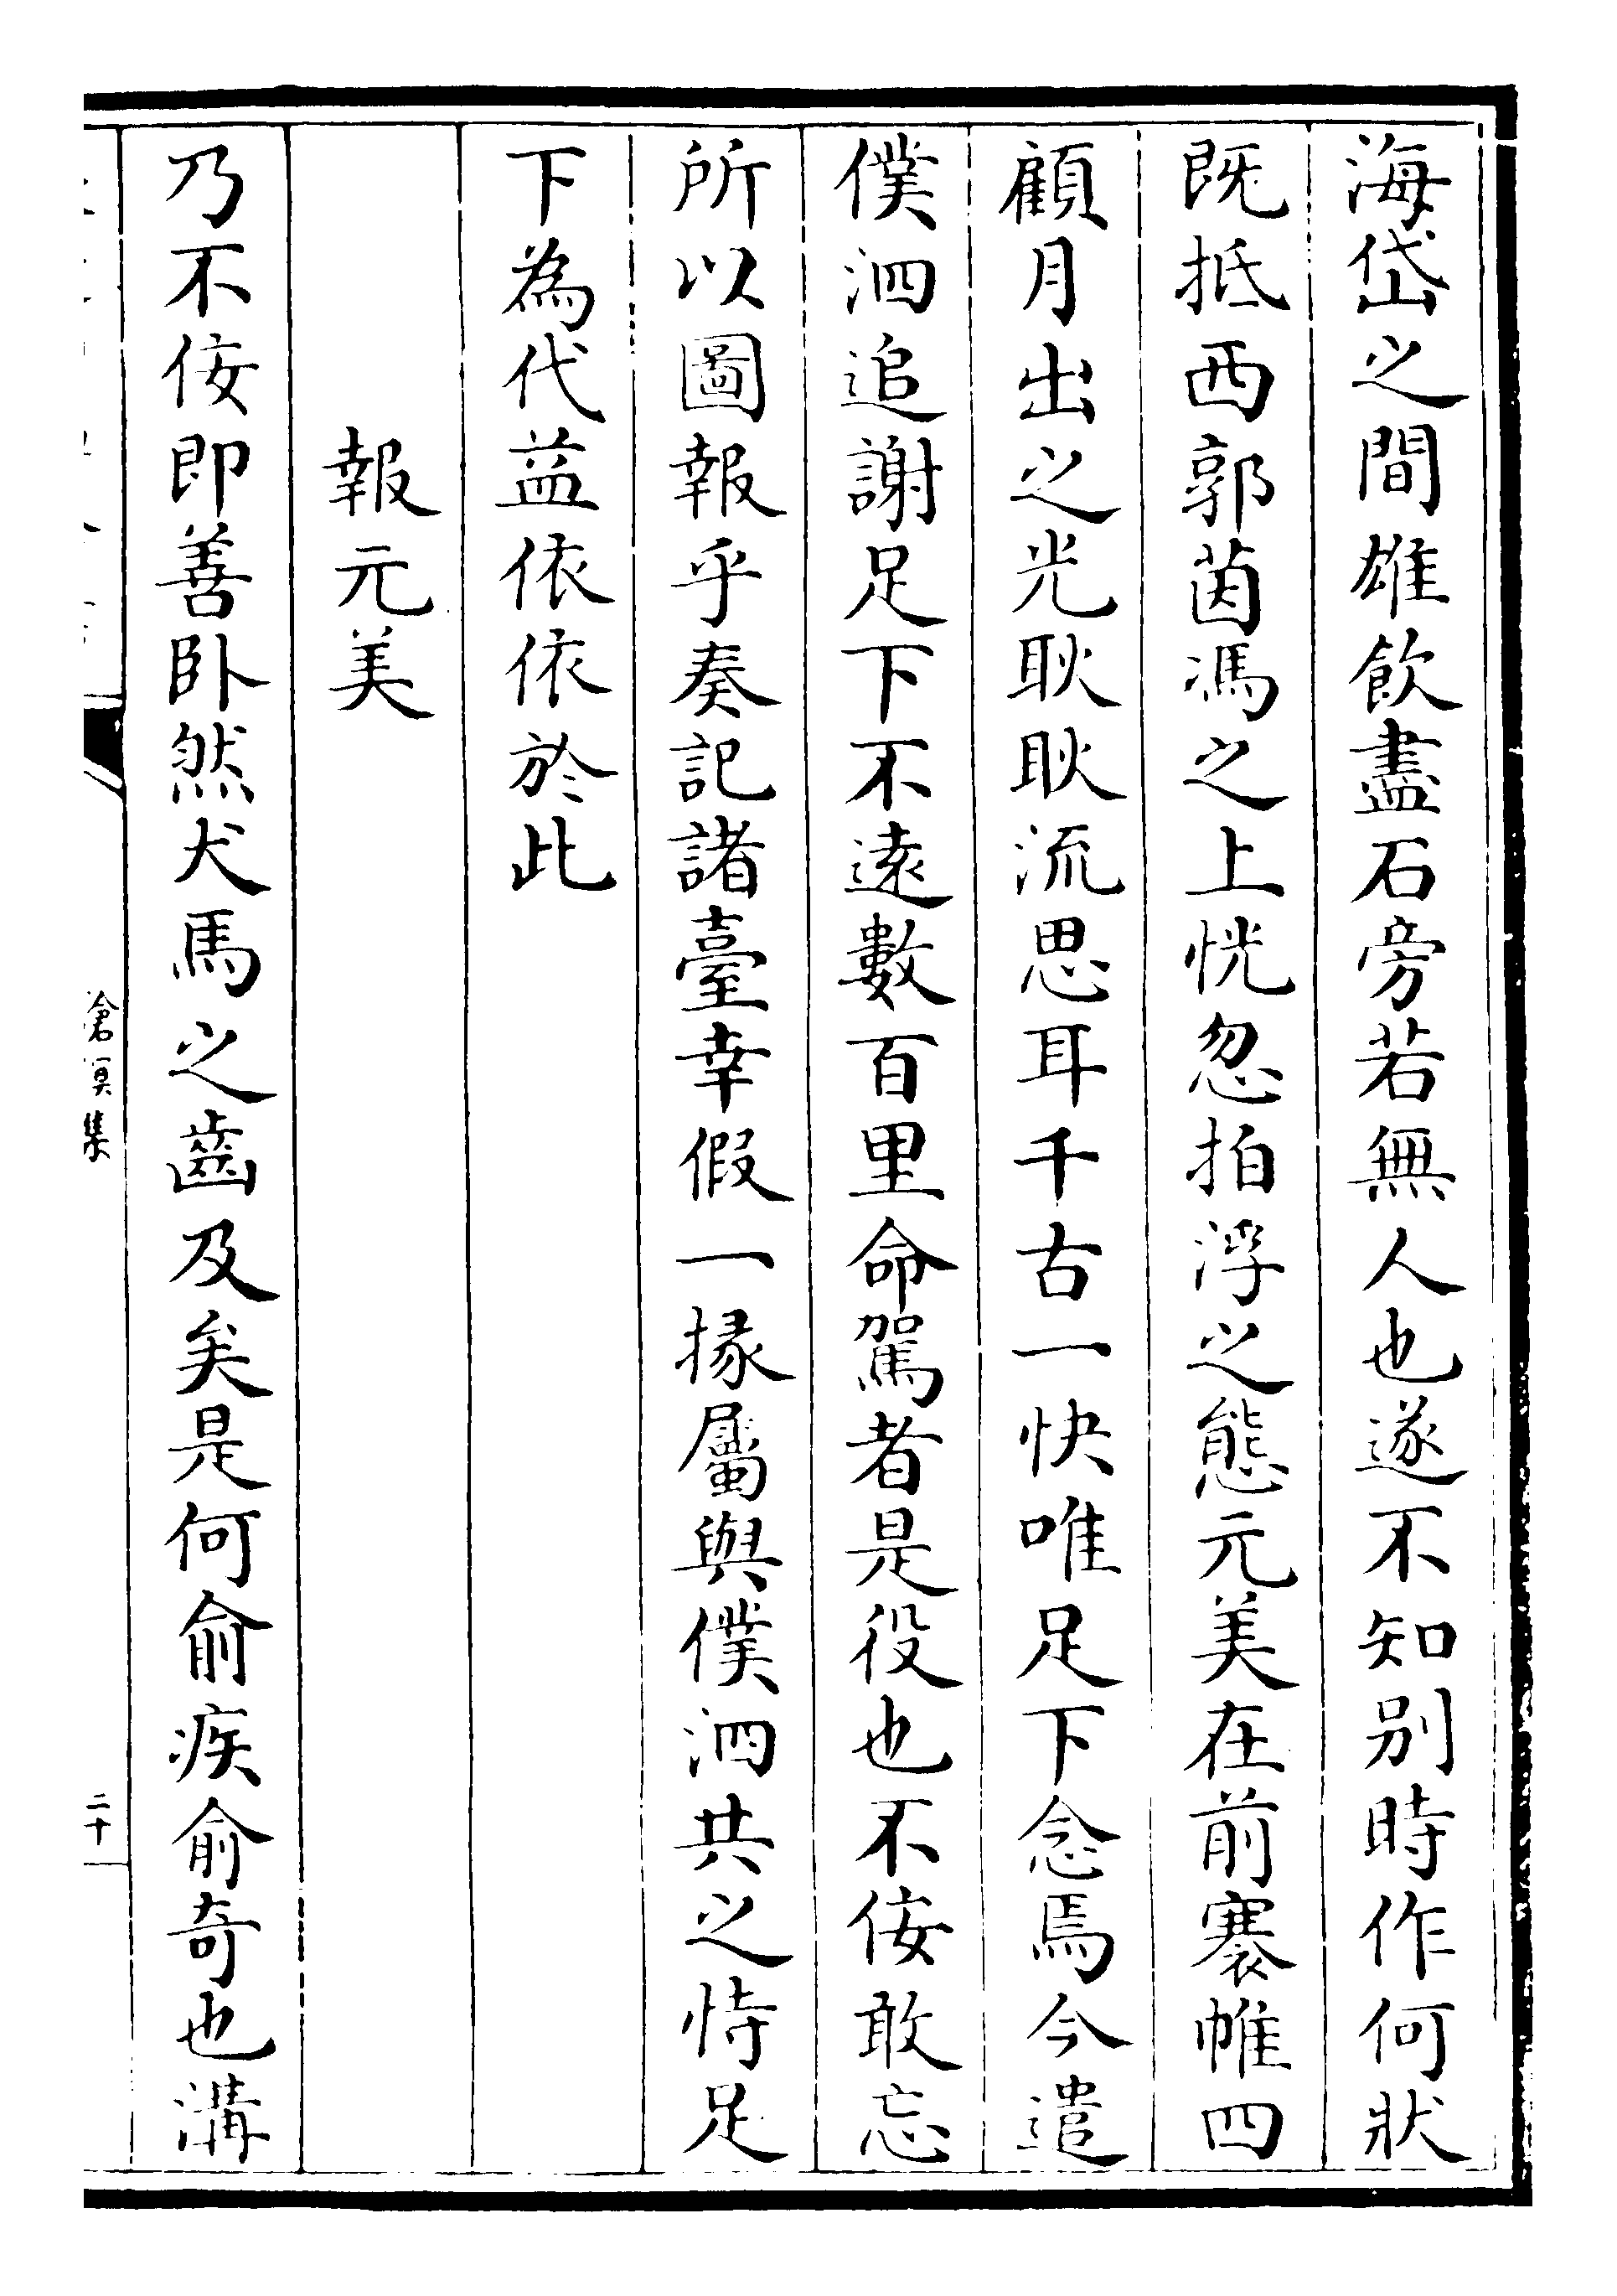 海岱之間雄飲盡石旁若無人也遂不知别時作何狀
既抵西郭茵馮之上恍忽拍浮之態元美在前褰帷四
顧月出之光耿耿流思耳千古一快唯足下念焉今遣
僕泗追謝足下不遠數百里命駕者是役也不佞敢忘
所以圖報乎奏記諸臺幸假一掾屬與僕泗共之恃足
下為代益依依於此
報元美
乃不佞即善卧然犬馬之齒及矣是何俞疾俞奇也溝
滄溟集
二十